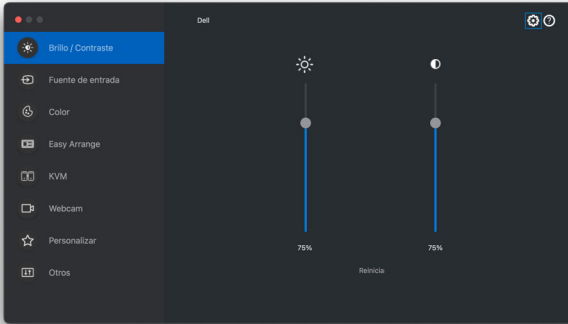 Dell
Brillo / Contraste
Fuente de entrada
Color
Easy Arrange
KVM
Webcam
Personalizar
Otros
75%
75%
Reinicia